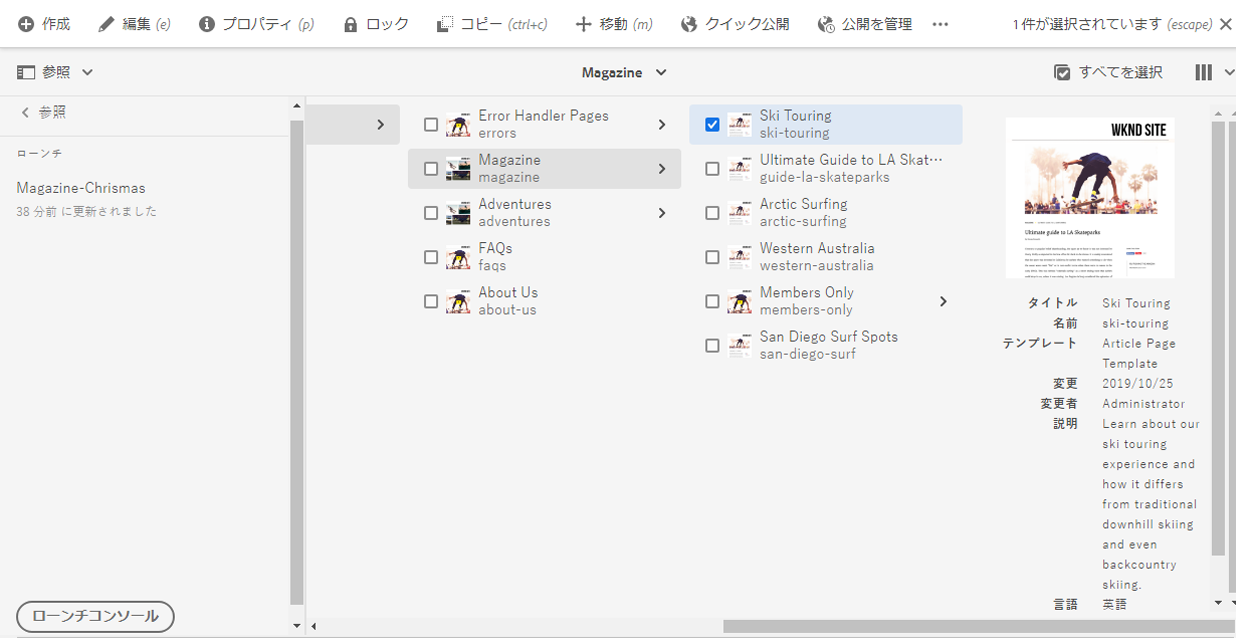 作成 編集 (e) プロパティ (p) ロック コピー (ctrl+c) 移動 (m) クイック公開 公開を管理 ••• 1 件が選択されています (escape)
参照 Magazine すべてを選択
参照
ローンチ
Magazine-Chrismas
38 分前 に更新されました
ローンチコンソール
Error Handler Pages
errors
Magazine
magazine
Adventures
adventures
FAQs
faqs
About Us
about-us
Ski Touring
ski-touring
Ultimate Guide to LA Skat···
guide-la-skateparks
Arctic Surfing
arctic-surfing
Western Australia
western-australia
Members Only
members-only
San Diego Surf Spots
san-diego-surf
WKND SITE
Ultimate guide to LA Skateparks
タイトル Ski Touring
名前 ski-touring
テンプレート Article Page
Template
変更 2019/10/25
変更者 Administrator
説明 Learn about our
ski touring
experience and
how it differs
from traditional
downhill skiing
and even
backcountry
skiing.
言語 英語